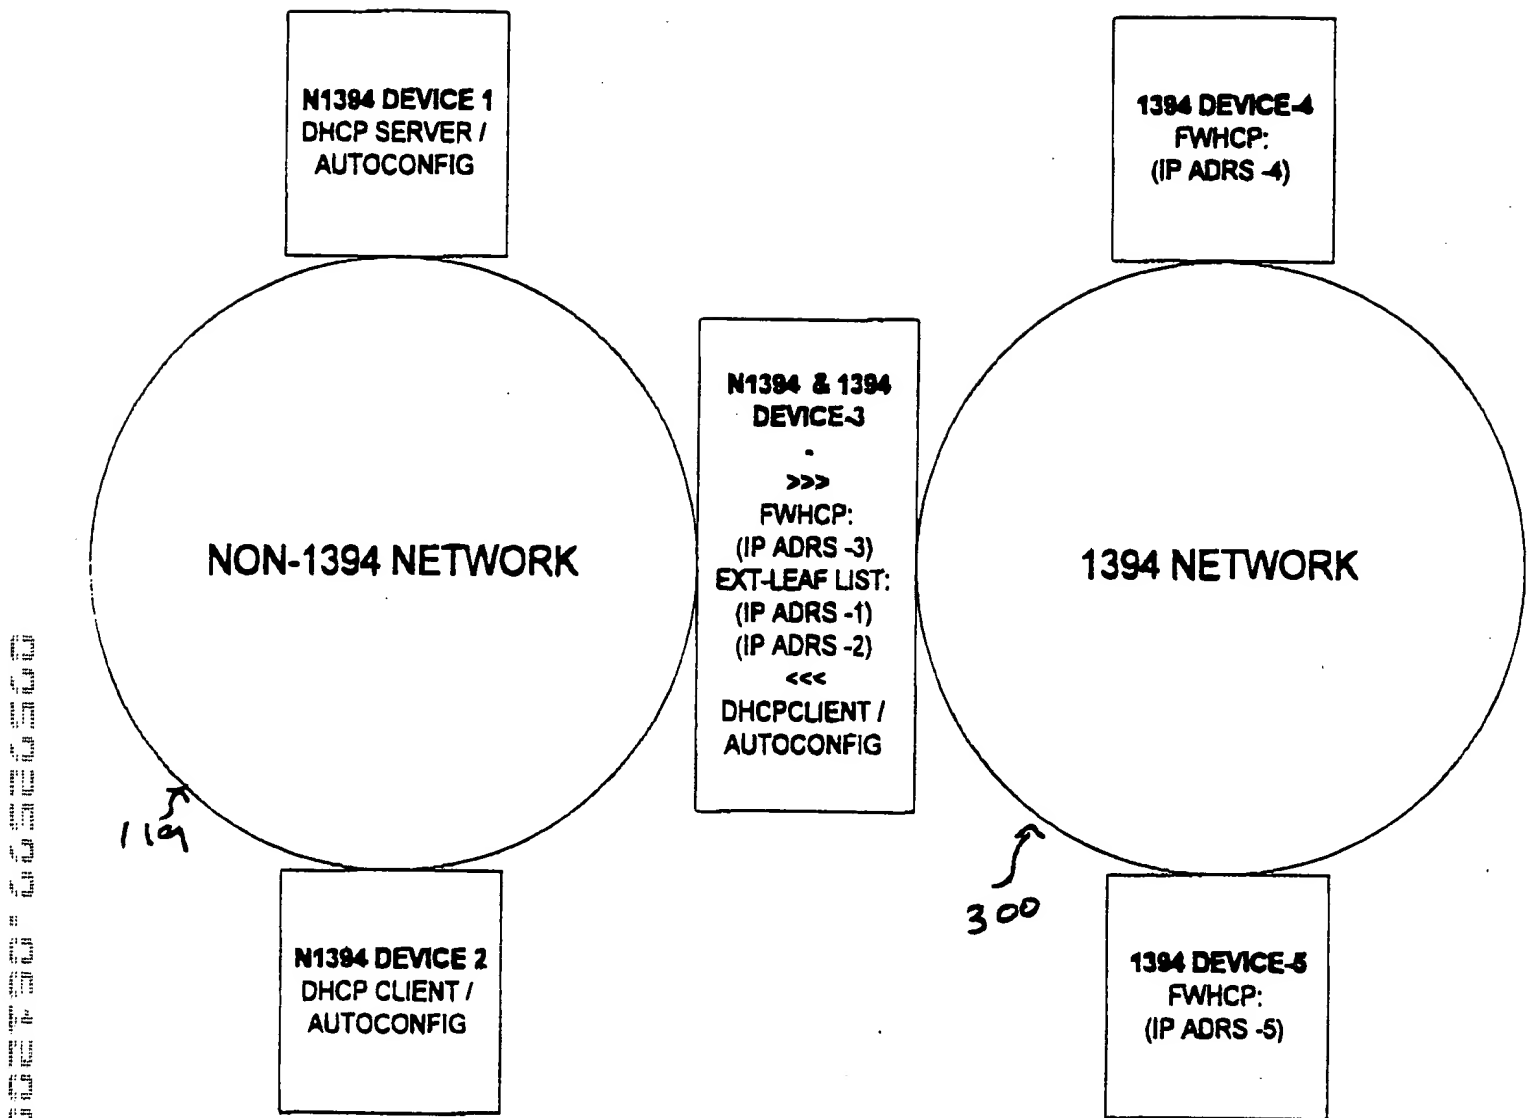 N1394 DEVICE 1
DHCP SERVER /
AUTOCONFIG
1394 DEVICE-4
FWHCP:
(IP ADRS -4)
NON-1394 NETWORK
N1394 & 1394
DEVICE-3
-
>>>
FWHCP:
(IP ADRS -3)
EXT-LEAF LIST:
(IP ADRS -1)
(IP ADRS -2)
<<<
DHCPCLIENT /
AUTOCONFIG
1394 NETWORK
119
300
N1394 DEVICE 2
DHCP CLIENT /
AUTOCONFIG
1394 DEVICE-5
FWHCP:
(IP ADRS -5)